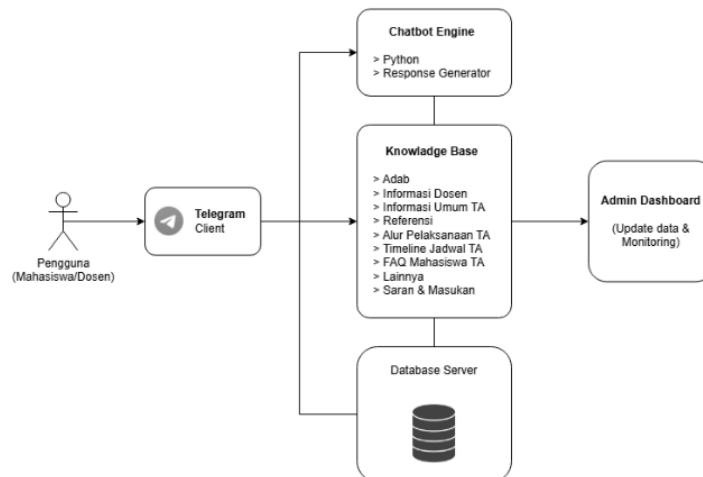 Chatbot Engine
> Python
> Response Generator
Knowladge Base
> Adab
> Informasi Dosen
> Informasi Umum TA
> Referensi
> Alur Pelaksanaan TA
> Timeline Jadwal TA
> FAQ Mahasiswa TA
> Lainnya
> Saran & Masukan
Telegram
Client
Pengguna
(Mahasiswa/Dosen)
Admin Dashboard
(Update data &
Monitoring)
Database Server